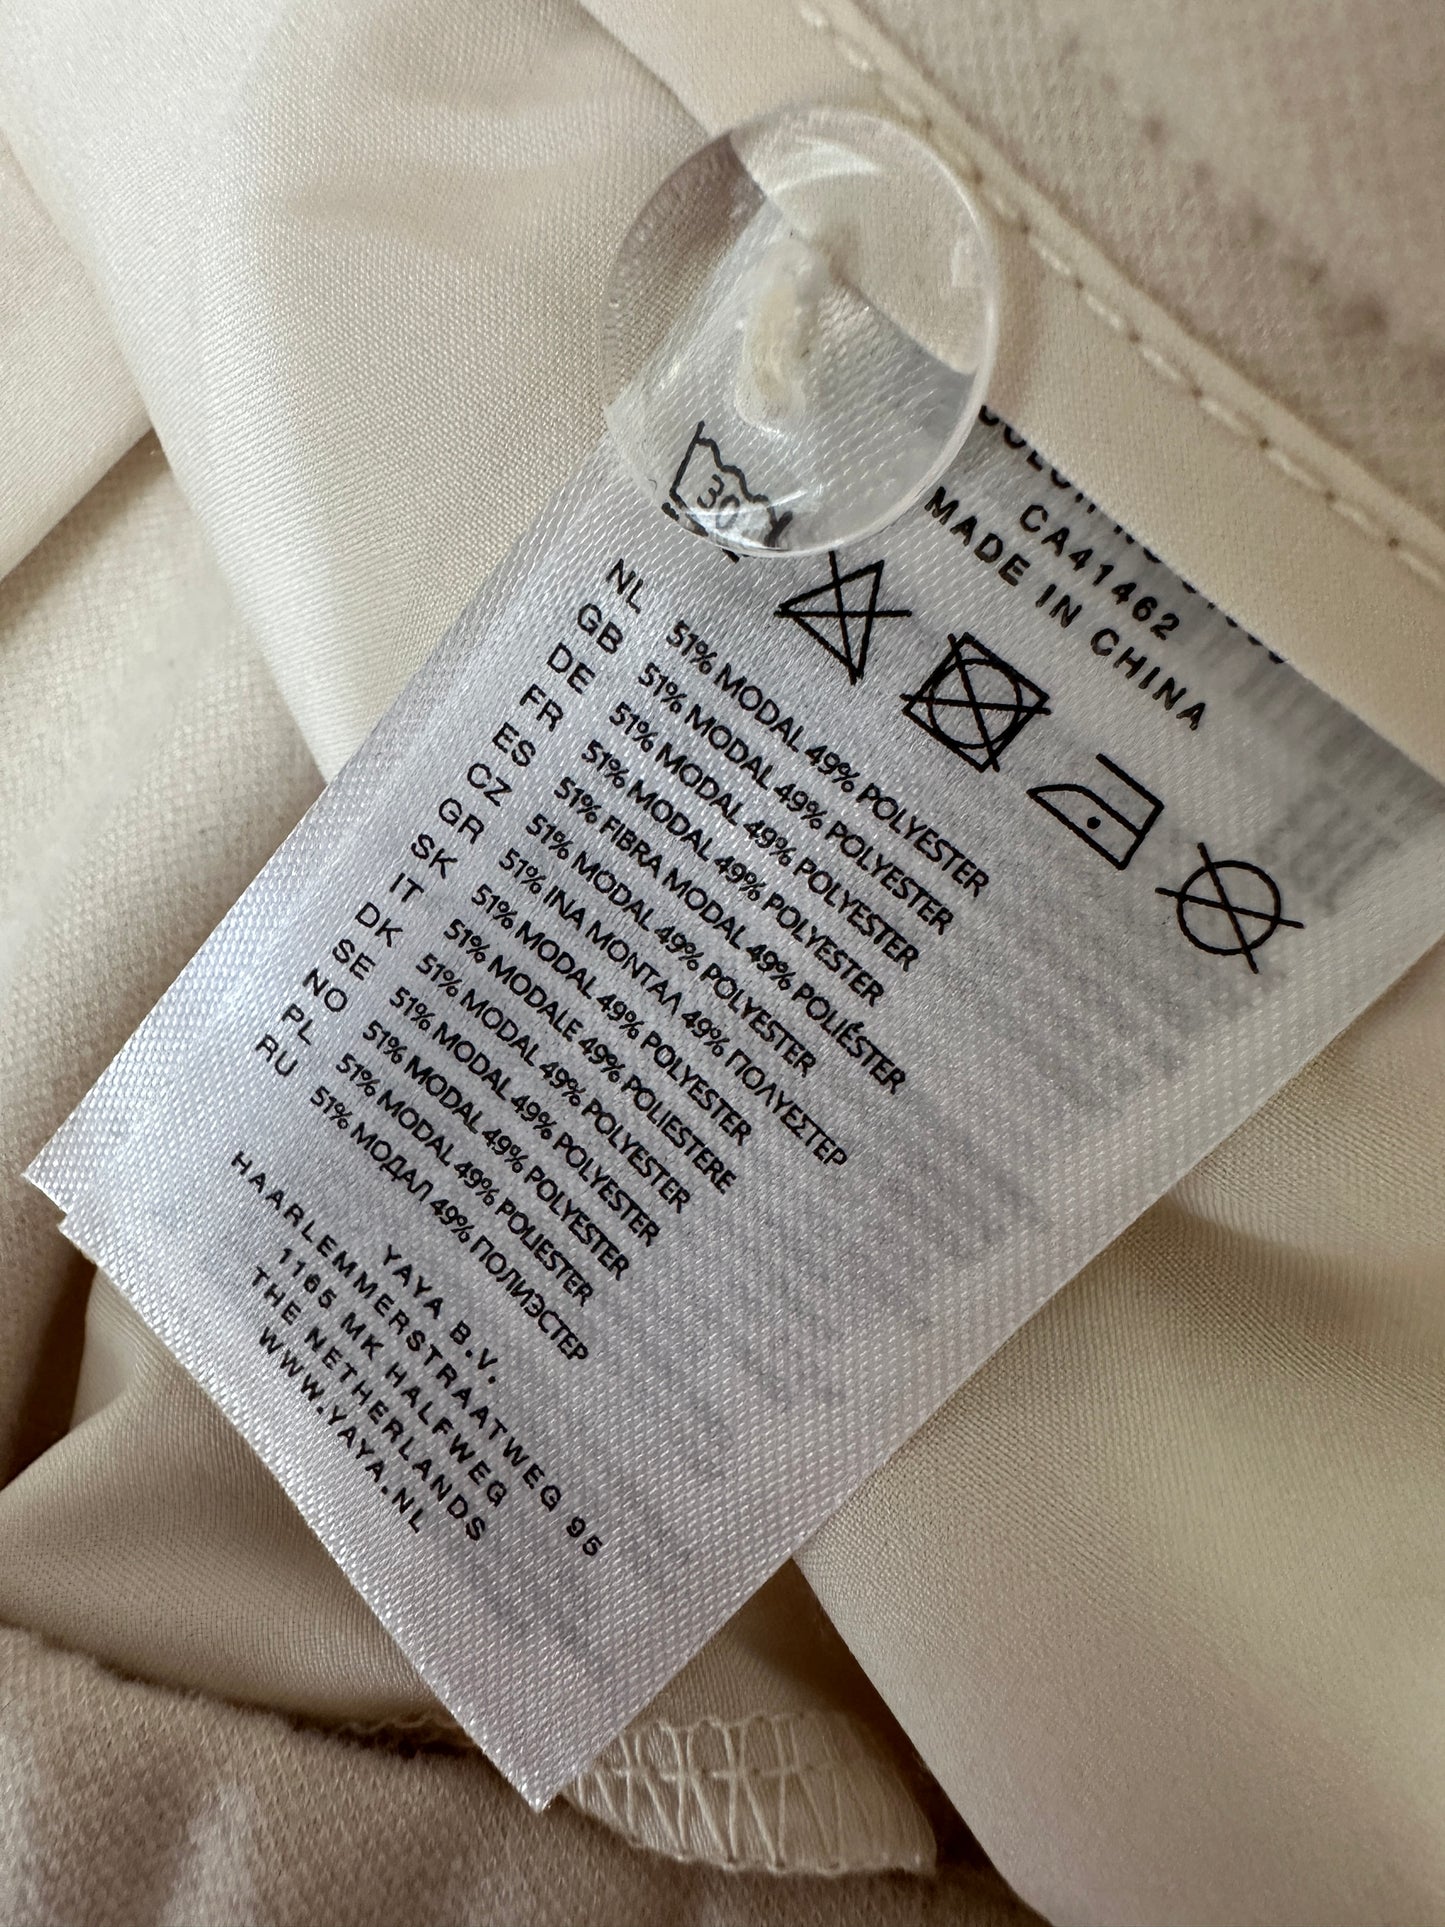 CA41462
MADE IN CHINA
30
NL 51% MODAL 49% POLYESTER
GB 51% MODAL 49% POLYESTER
DE 51% MODAL 49% POLYESTER
FR 51% MODAL 49% POLYESTER
ES 51% FIBRA MODAL 49% POLIÉSTER
CZ 51% MODAL 49% POLYESTER
GR 51% ΙΝΑ ΜΟΝΤΑΛ 49% ΠΟΛΥΕΣΤΕΡ
SK 51% MODAL 49% POLYESTER
IT 51% MODALE 49% POLIESTERE
DK 51% MODAL 49% POLYESTER
SE 51% MODAL 49% POLYESTER
NO 51% MODAL 49% POLYESTER
PL 51% MODAL 49% POLIESTER
RU 51% МОДАЛ 49% ПОЛИЭСТЕР
YAYA B.V.
HAARLEMMERSTRAATWEG 95
1165 MK HALFWEG
THE NETHERLANDS
WWW.YAYA.NL